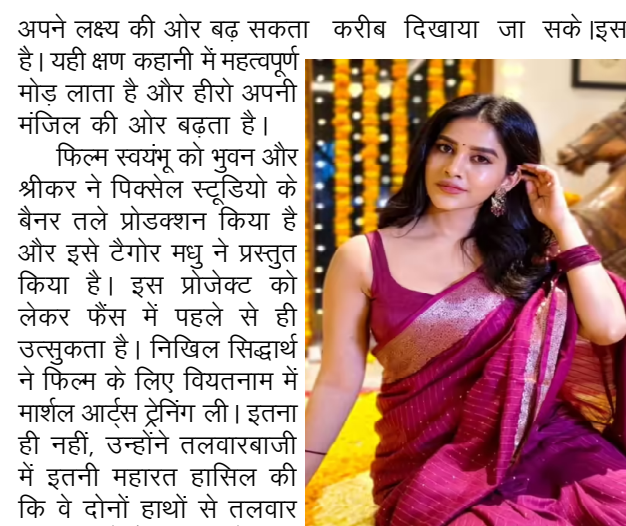 अपने लक्ष्य की ओर बढ़ सकता
है। यही क्षण कहानी में महत्वपूर्ण
मोड़ लाता है और हीरो अपनी
मंजिल की ओर बढ़ता है।
फिल्म स्वयंभू को भुवन और
श्रीकर ने पिक्सेल स्टूडियो के
बैनर तले प्रोडक्शन किया है
और इसे टैगोर मधु ने प्रस्तुत
किया है। इस प्रोजेक्ट को
लेकर फैंस में पहले से ही
उत्सुकता है। निखिल सिद्धार्थ
ने फिल्म के लिए वियतनाम में
मार्शल आर्ट्स ट्रेनिंग ली। इतना
ही नहीं, उन्होंने तलवारबाजी
में इतनी महारत हासिल की
कि वे दोनों हाथों से तलवार
करीब दिखाया जा सके।इस